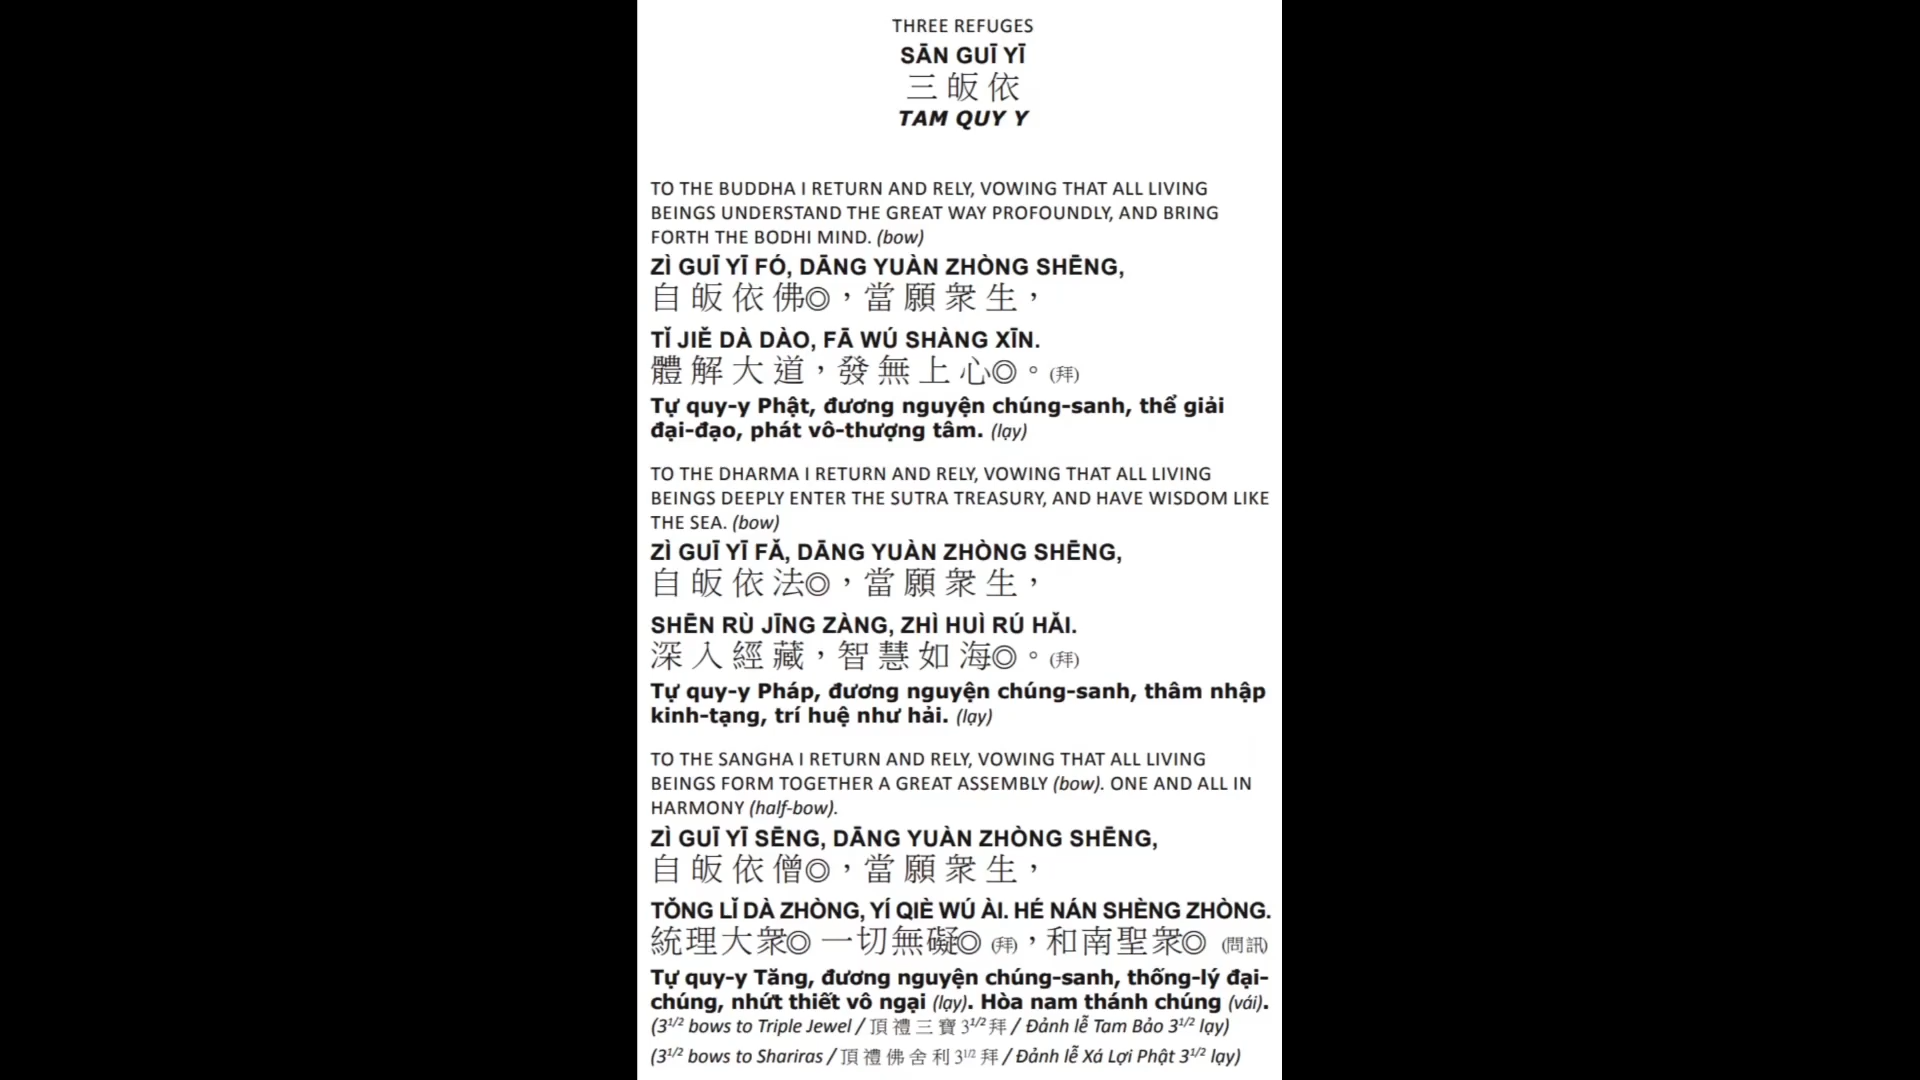 THREE REFUGES
SĀN GUĪ YĪ
三皈依
TAM QUY Y
TO THE BUDDHA I RETURN AND RELY, VOWING THAT ALL LIVING
BEINGS UNDERSTAND THE GREAT WAY PROFOUNDLY, AND BRING
FORTH THE BODHI MIND. (bow)
ZÌ GUĪ YĪ FÓ, DĀNG YUÀN ZHÒNG SHĒNG,
自皈依佛◎，當願衆生，
TǏ JIĚ DÀ DÀO, FĀ WÚ SHÀNG XĪN.
體解大道，發無上心◎。(拜)
Tự quy-y Phật, đương nguyện chúng-sanh, thể giải
đại-đạo, phát vô-thượng tâm. (lạy)
TO THE DHARMA I RETURN AND RELY, VOWING THAT ALL LIVING
BEINGS DEEPLY ENTER THE SUTRA TREASURY, AND HAVE WISDOM LIKE
THE SEA. (bow)
ZÌ GUĪ YĪ FǍ, DĀNG YUÀN ZHÒNG SHĒNG,
自皈依法◎，當願衆生，
SHĒN RÙ JĪNG ZÀNG, ZHÌ HUÌ RÚ HǍI.
深入經藏，智慧如海◎。(拜)
Tự quy-y Pháp, đương nguyện chúng-sanh, thâm nhập
kinh-tạng, trí huệ như hải. (lạy)
TO THE SANGHA I RETURN AND RELY, VOWING THAT ALL LIVING
BEINGS FORM TOGETHER A GREAT ASSEMBLY (bow). ONE AND ALL IN
HARMONY (half-bow).
ZÌ GUĪ YĪ SĒNG, DĀNG YUÀN ZHÒNG SHĒNG,
自皈依僧◎，當願衆生，
TǑNG LǏ DÀ ZHÒNG, YÍ QIÈ WÚ ÀI. HÉ NÁN SHÈNG ZHÒNG.
統理大衆◎ 一切無礙◎ (拜)，和南聖衆◎ (問訊)
Tự quy-y Tăng, đương nguyện chúng-sanh, thống-lý đại-
chúng, nhứt thiết vô ngại (lạy). Hòa nam thánh chúng (vái).
(3¹/² bows to Triple Jewel / 頂禮三寶 3¹/² 拜 / Đảnh lễ Tam Bảo 3¹/² lạy)
(3¹/² bows to Shariras / 頂禮佛舍利 3¹/² 拜 / Đảnh lễ Xá Lợi Phật 3¹/² lạy)